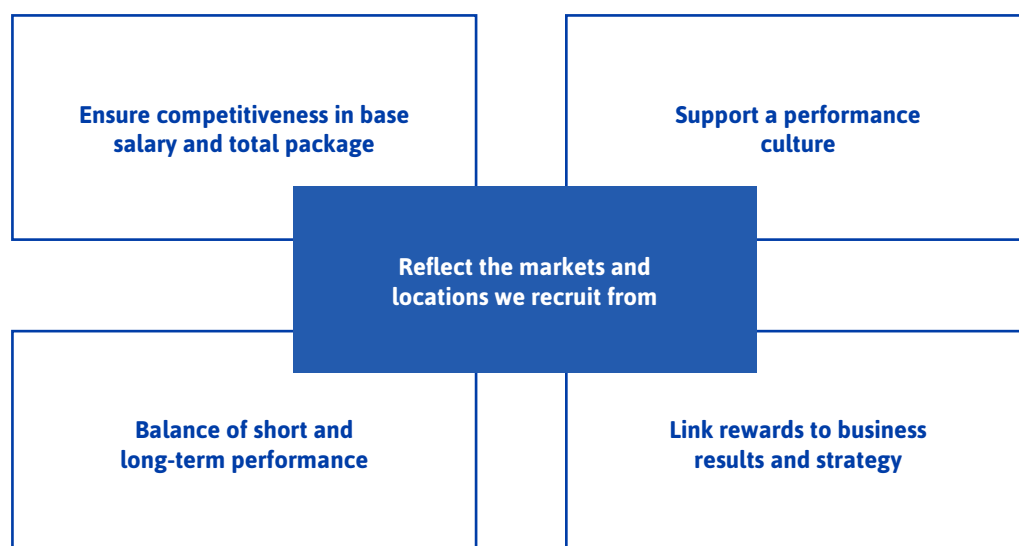 Ensure competitiveness in base
salary and total package
Support a performance
culture
Reflect the markets and
locations we recruit from
Balance of short and
long-term performance
Link rewards to business
results and strategy